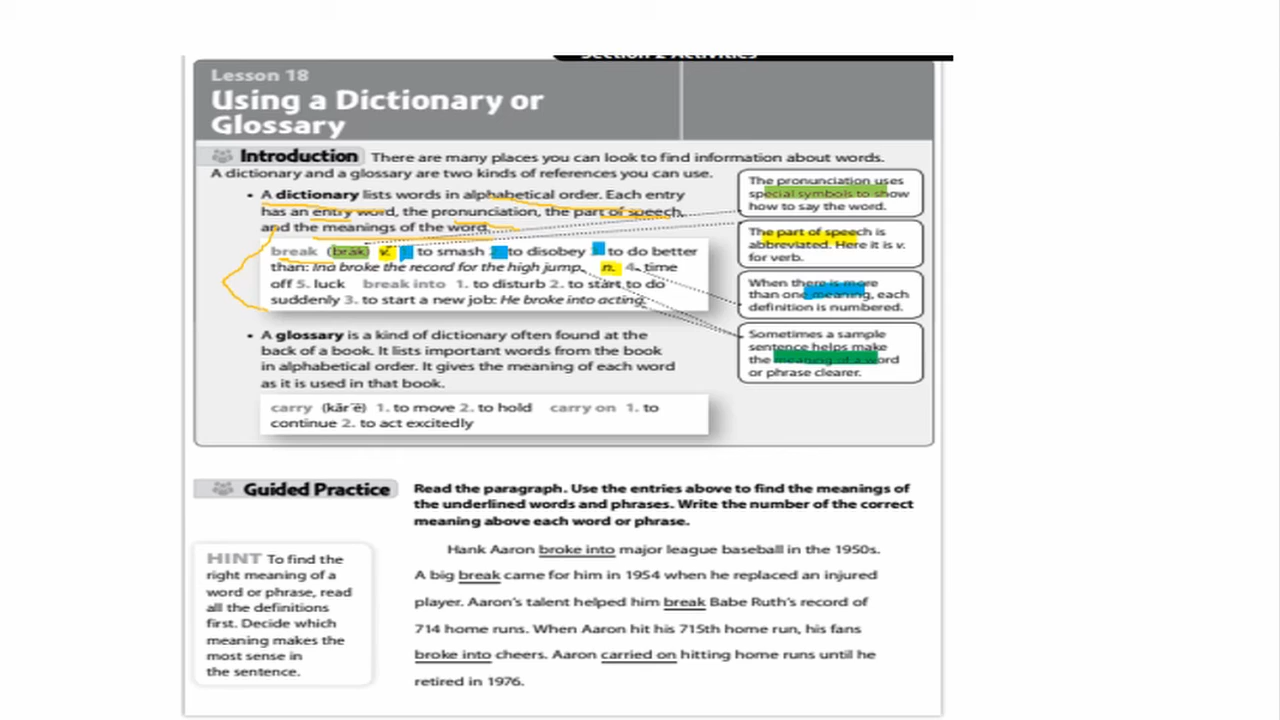 Section 2 Activities
Lesson 18
Using a Dictionary or
Glossary
Introduction There are many places you can look to find information about words.
A dictionary and a glossary are two kinds of references you can use.
• A dictionary lists words in alphabetical order. Each entry
has an entry word, the pronunciation, the part of speech,
and the meanings of the word.
break (brāk) v. 1. to smash 2. to disobey 3. to do better
than: Ina broke the record for the high jump. n. 4. time
off 5. luck break into 1. to disturb 2. to start to do
suddenly 3. to start a new job: He broke into acting.
The pronunciation uses
special symbols to show
how to say the word.
The part of speech is
abbreviated. Here it is v.
for verb.
When there is more
than one meaning, each
definition is numbered.
Sometimes a sample
sentence helps make
the meaning of a word
or phrase clearer.
• A glossary is a kind of dictionary often found at the
back of a book. It lists important words from the book
in alphabetical order. It gives the meaning of each word
as it is used in that book.
carry (kăr´ē) 1. to move 2. to hold carry on 1. to
continue 2. to act excitedly
Guided Practice
Read the paragraph. Use the entries above to find the meanings of
the underlined words and phrases. Write the number of the correct
meaning above each word or phrase.
HINT To find the
right meaning of a
word or phrase, read
all the definitions
first. Decide which
meaning makes the
most sense in
the sentence.
Hank Aaron broke into major league baseball in the 1950s.
A big break came for him in 1954 when he replaced an injured
player. Aaron's talent helped him break Babe Ruth's record of
714 home runs. When Aaron hit his 715th home run, his fans
broke into cheers. Aaron carried on hitting home runs until he
retired in 1976.